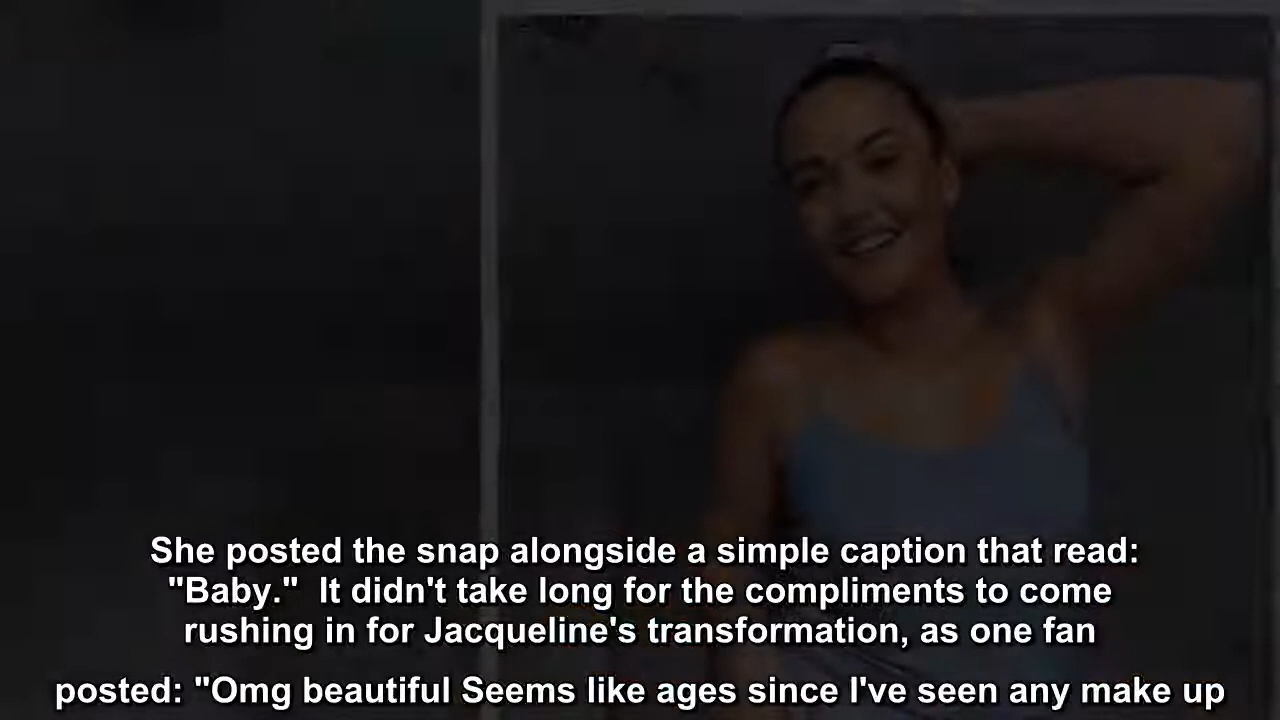 She posted the snap alongside a simple caption that read:
"Baby."  It didn't take long for the compliments to come
rushing in for Jacqueline's transformation, as one fan
posted: "Omg beautiful Seems like ages since I've seen any make up